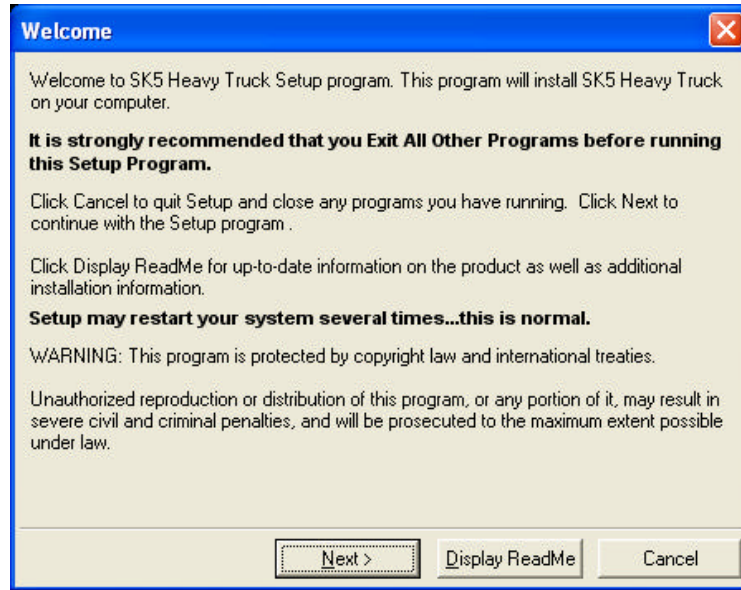 Welcome
Welcome to SK5 Heavy Truck Setup program. This program will install SK5 Heavy Truck
on your computer.
It is strongly recommended that you Exit All Other Programs before running
this Setup Program.
Click Cancel to quit Setup and close any programs you have running.  Click Next to
continue with the Setup program .
Click Display ReadMe for up-to-date information on the product as well as additional
installation information.
Setup may restart your system several times...this is normal.
WARNING: This program is protected by copyright law and international treaties.
Unauthorized reproduction or distribution of this program, or any portion of it, may result in
severe civil and criminal penalties, and will be prosecuted to the maximum extent possible
under law.
Next > Display ReadMe Cancel